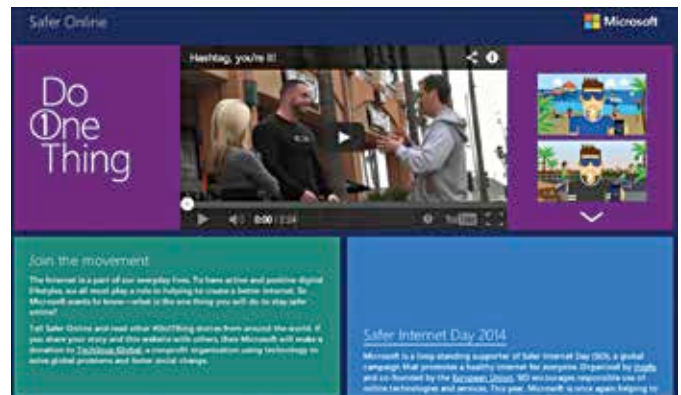 Safer Online
Microsoft
Do
One
Thing
Hashtag, you're it!
0:00 / 2:24
YouTube
Join the movement
The Internet is a part of our everyday lives. To have active and positive digital
lifestyles, we all must play a role in helping to create a better Internet. So
Microsoft wants to know—what is the one thing you will do to stay safer
online?
Tell Safer Online and read other #Do1Thing stories from around the world. If
you share your story and this website with others, then Microsoft will make a
donation to TechSoup Global, a nonprofit organization using technology to
solve global problems and foster social change.
Safer Internet Day 2014
Microsoft is a long-standing supporter of Safer Internet Day (SID), a global
campaign that promotes a healthy internet for everyone. Organised by Insafe
and co-founded by the European Union, SID encourages responsible use of
online technologies and services. This year, Microsoft is once again helping to